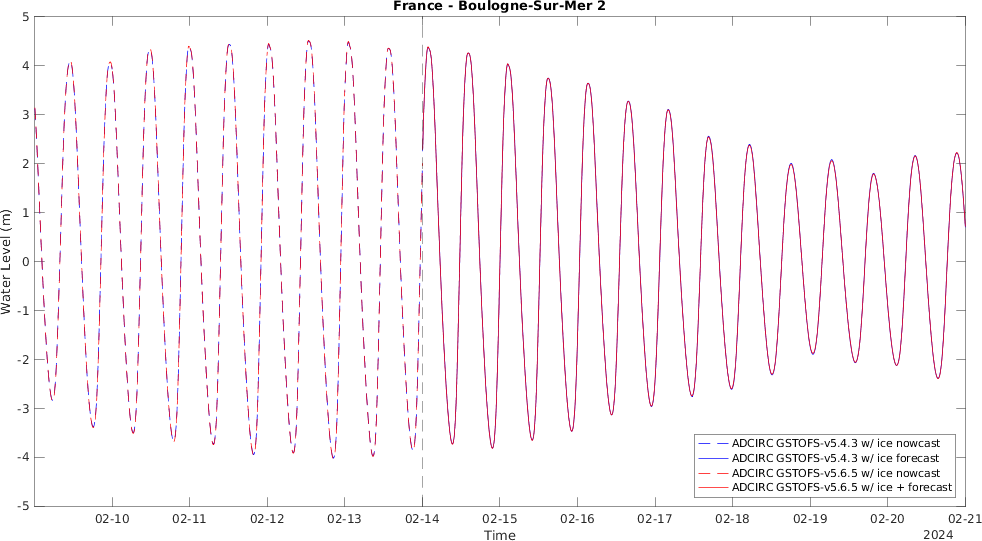 France - Boulogne-Sur-Mer 2
5
4
3
2
1
0
-1
-2
-3
-4
-5
Water Level (m)
ADCIRC GSTOFS-v5.4.3 w/ ice nowcast
ADCIRC GSTOFS-v5.4.3 w/ ice forecast
ADCIRC GSTOFS-v5.6.5 w/ ice nowcast
ADCIRC GSTOFS-v5.6.5 w/ ice + forecast
02-10 02-11 02-12 02-13 02-14 02-15 02-16 02-17 02-18 02-19 02-20 02-21
Time
2024